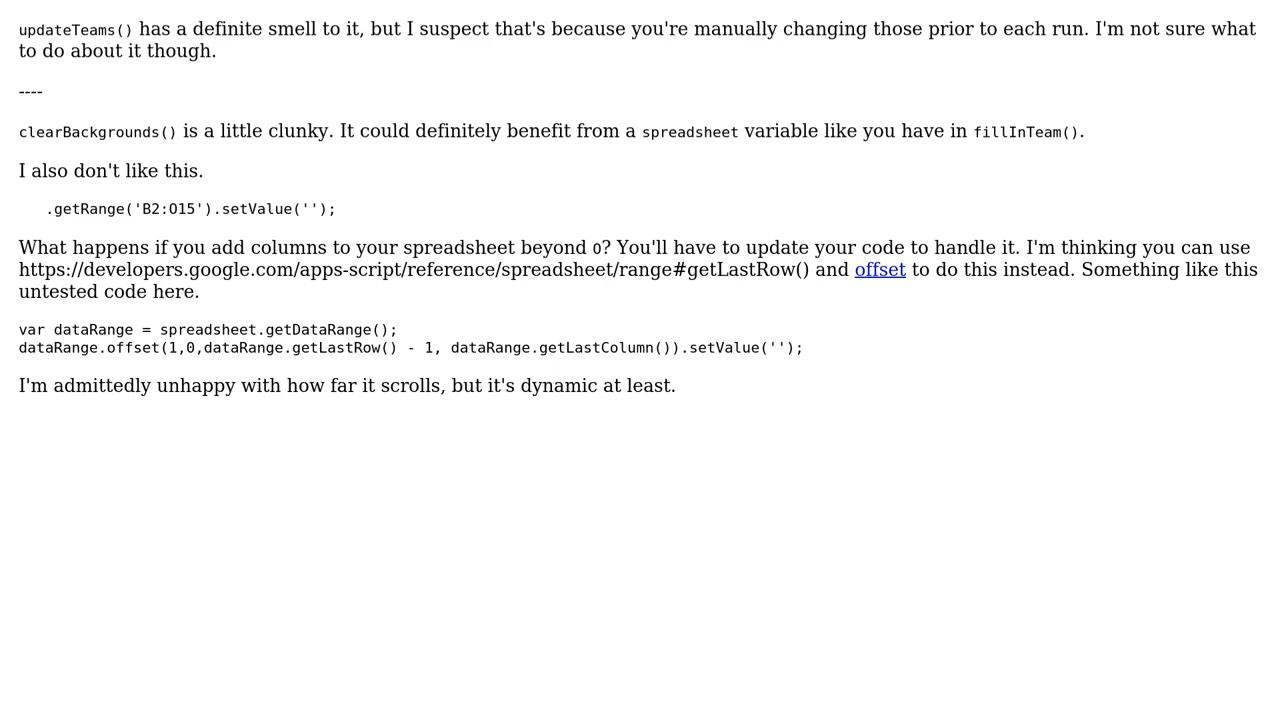 updateTeams() has a definite smell to it, but I suspect that's because you're manually changing those prior to each run. I'm not sure what
to do about it though.
----
clearBackgrounds() is a little clunky. It could definitely benefit from a spreadsheet variable like you have in fillInTeam().
I also don't like this.
.getRange('B2:O15').setValue('');
What happens if you add columns to your spreadsheet beyond O? You'll have to update your code to handle it. I'm thinking you can use
https://developers.google.com/apps-script/reference/spreadsheet/range#getLastRow() and offset to do this instead. Something like this
untested code here.
var dataRange = spreadsheet.getDataRange();
dataRange.offset(1,0,dataRange.getLastRow() - 1, dataRange.getLastColumn()).setValue('');
I'm admittedly unhappy with how far it scrolls, but it's dynamic at least.